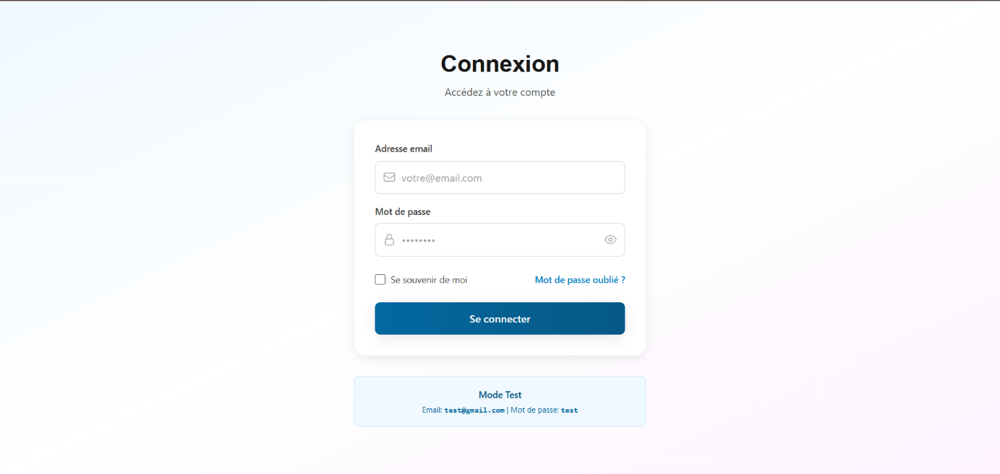 Connexion
Accédez à votre compte
Adresse email
votre@email.com
Mot de passe
••••••••
Se souvenir de moi
Mot de passe oublié ?
Se connecter
Mode Test
Email: test@gmail.com | Mot de passe: test